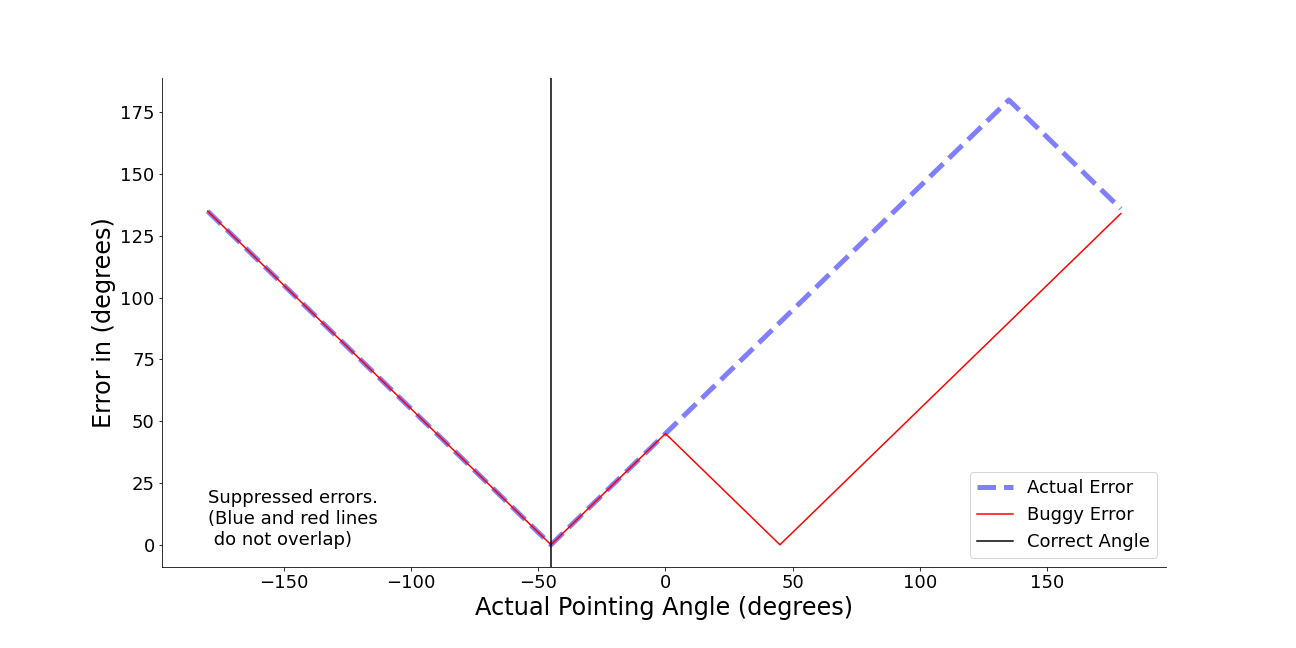 175
150
125
100
75
50
25
0
Error in (degrees)
Suppressed errors.
(Blue and red lines
do not overlap)
Actual Error
Buggy Error
Correct Angle
−150 −100 −50 0 50 100 150
Actual Pointing Angle (degrees)